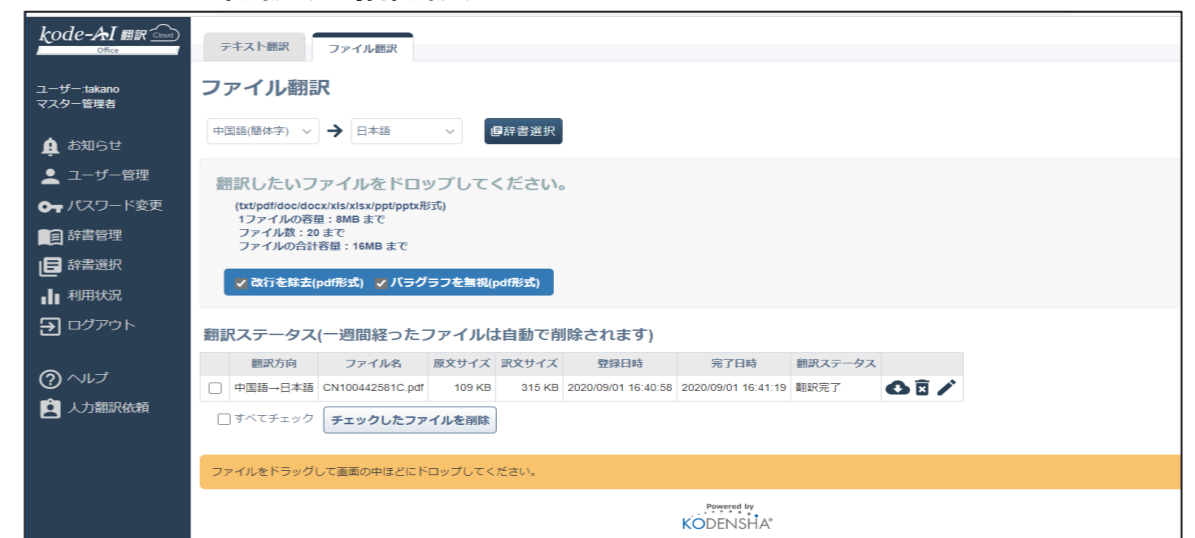 kode-AI 翻訳 Cloud
Office
ユーザー:takano
マスター管理者
お知らせ
ユーザー管理
パスワード変更
辞書管理
辞書選択
利用状況
ログアウト
ヘルプ
人力翻訳依頼
テキスト翻訳 ファイル翻訳
ファイル翻訳
中国語(簡体字) → 日本語 辞書選択
翻訳したいファイルをドロップしてください。
(txt/pdf/doc/docx/xls/xlsx/ppt/pptx形式)
1ファイルの容量：8MB まで
ファイル数：20 まで
ファイルの合計容量：16MB まで
改行を除去(pdf形式) パラグラフを無視(pdf形式)
翻訳ステータス(一週間経ったファイルは自動で削除されます)
翻訳方向 ファイル名 原文サイズ 訳文サイズ 登録日時 完了日時 翻訳ステータス
中国語→日本語 CN100442581C.pdf 109 KB 315 KB 2020/09/01 16:40:58 2020/09/01 16:41:19 翻訳完了
すべてチェック チェックしたファイルを削除
ファイルをドラッグして画面の中ほどにドロップしてください。
Powered by
KODENSHA